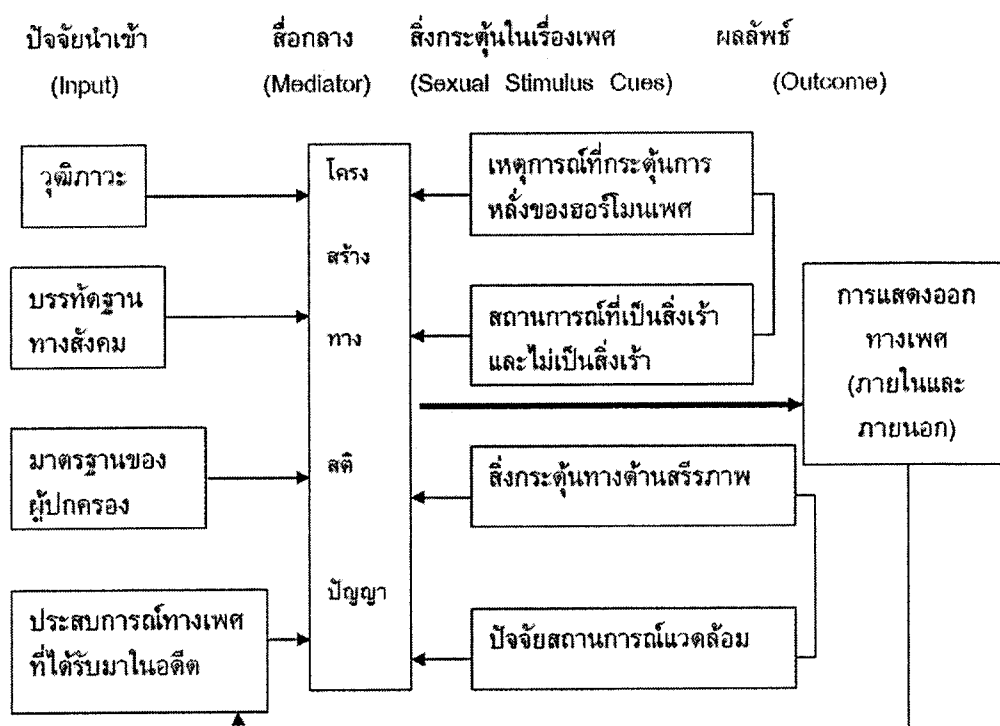 ปัจจัยนำเข้า
(Input)
สื่อกลาง
(Mediator)
สิ่งกระตุ้นในเรื่องเพศ
(Sexual Stimulus Cues)
ผลลัพธ์
(Outcome)
วุฒิภาวะ
บรรทัดฐาน
ทางสังคม
มาตรฐานของ
ผู้ปกครอง
ประสบการณ์ทางเพศ
ที่ได้รับมาในอดีต
โครง
สร้าง
ทาง
สติ
ปัญญา
เหตุการณ์ที่กระตุ้นการ
หลั่งของฮอร์โมนเพศ
สถานการณ์ที่เป็นสิ่งเร้า
และไม่เป็นสิ่งเร้า
สิ่งกระตุ้นทางด้านสรีรภาพ
ปัจจัยสถานการณ์แวดล้อม
การแสดงออก
ทางเพศ
(ภายในและ
ภายนอก)